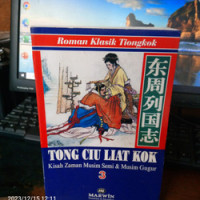 Roman Klasik Tiongkok
东周列国志
TONG CIU LIAT KOK
Kisah Zaman Musim Semi & Musim Gugur
3
MARWIN
2023/12/15 17:11